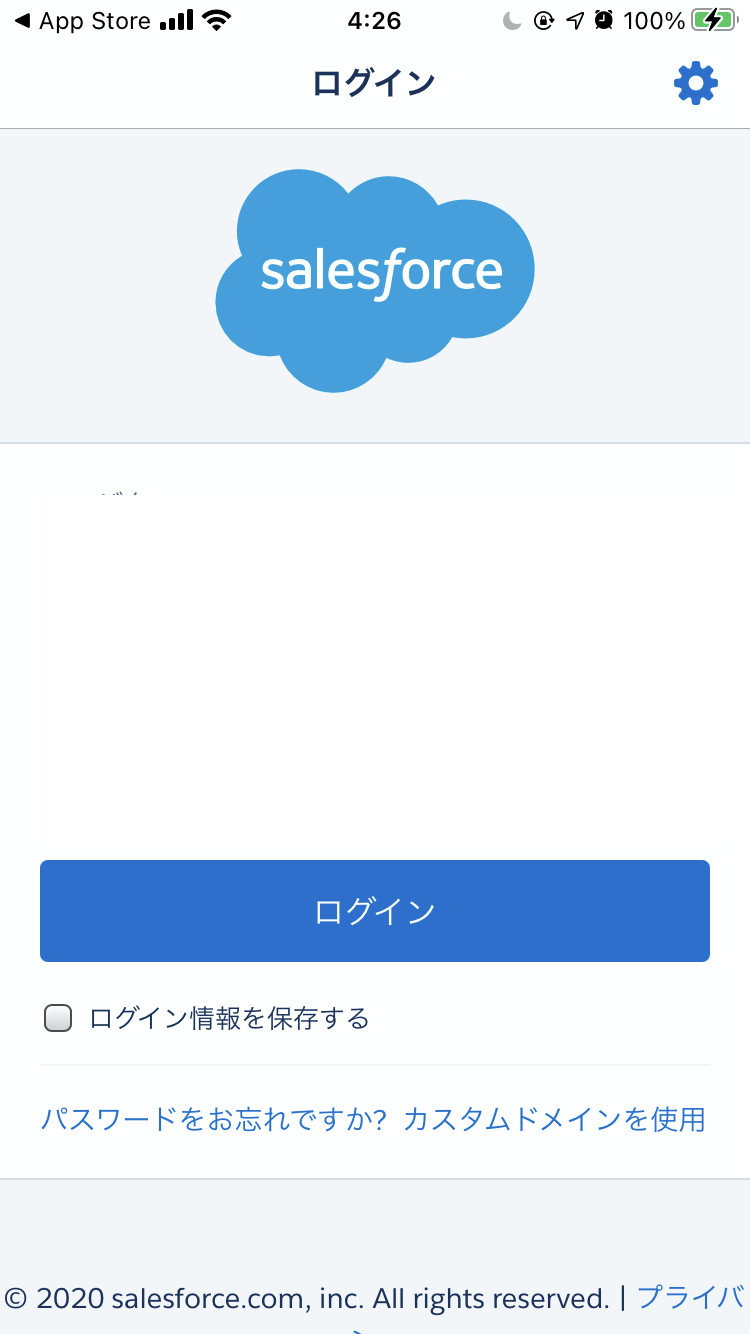 App Store 4:26 100%
ログイン
salesforce
ログイン
ログイン情報を保存する
パスワードをお忘れですか? カスタムドメインを使用
© 2020 salesforce.com, inc. All rights reserved. | プライバ